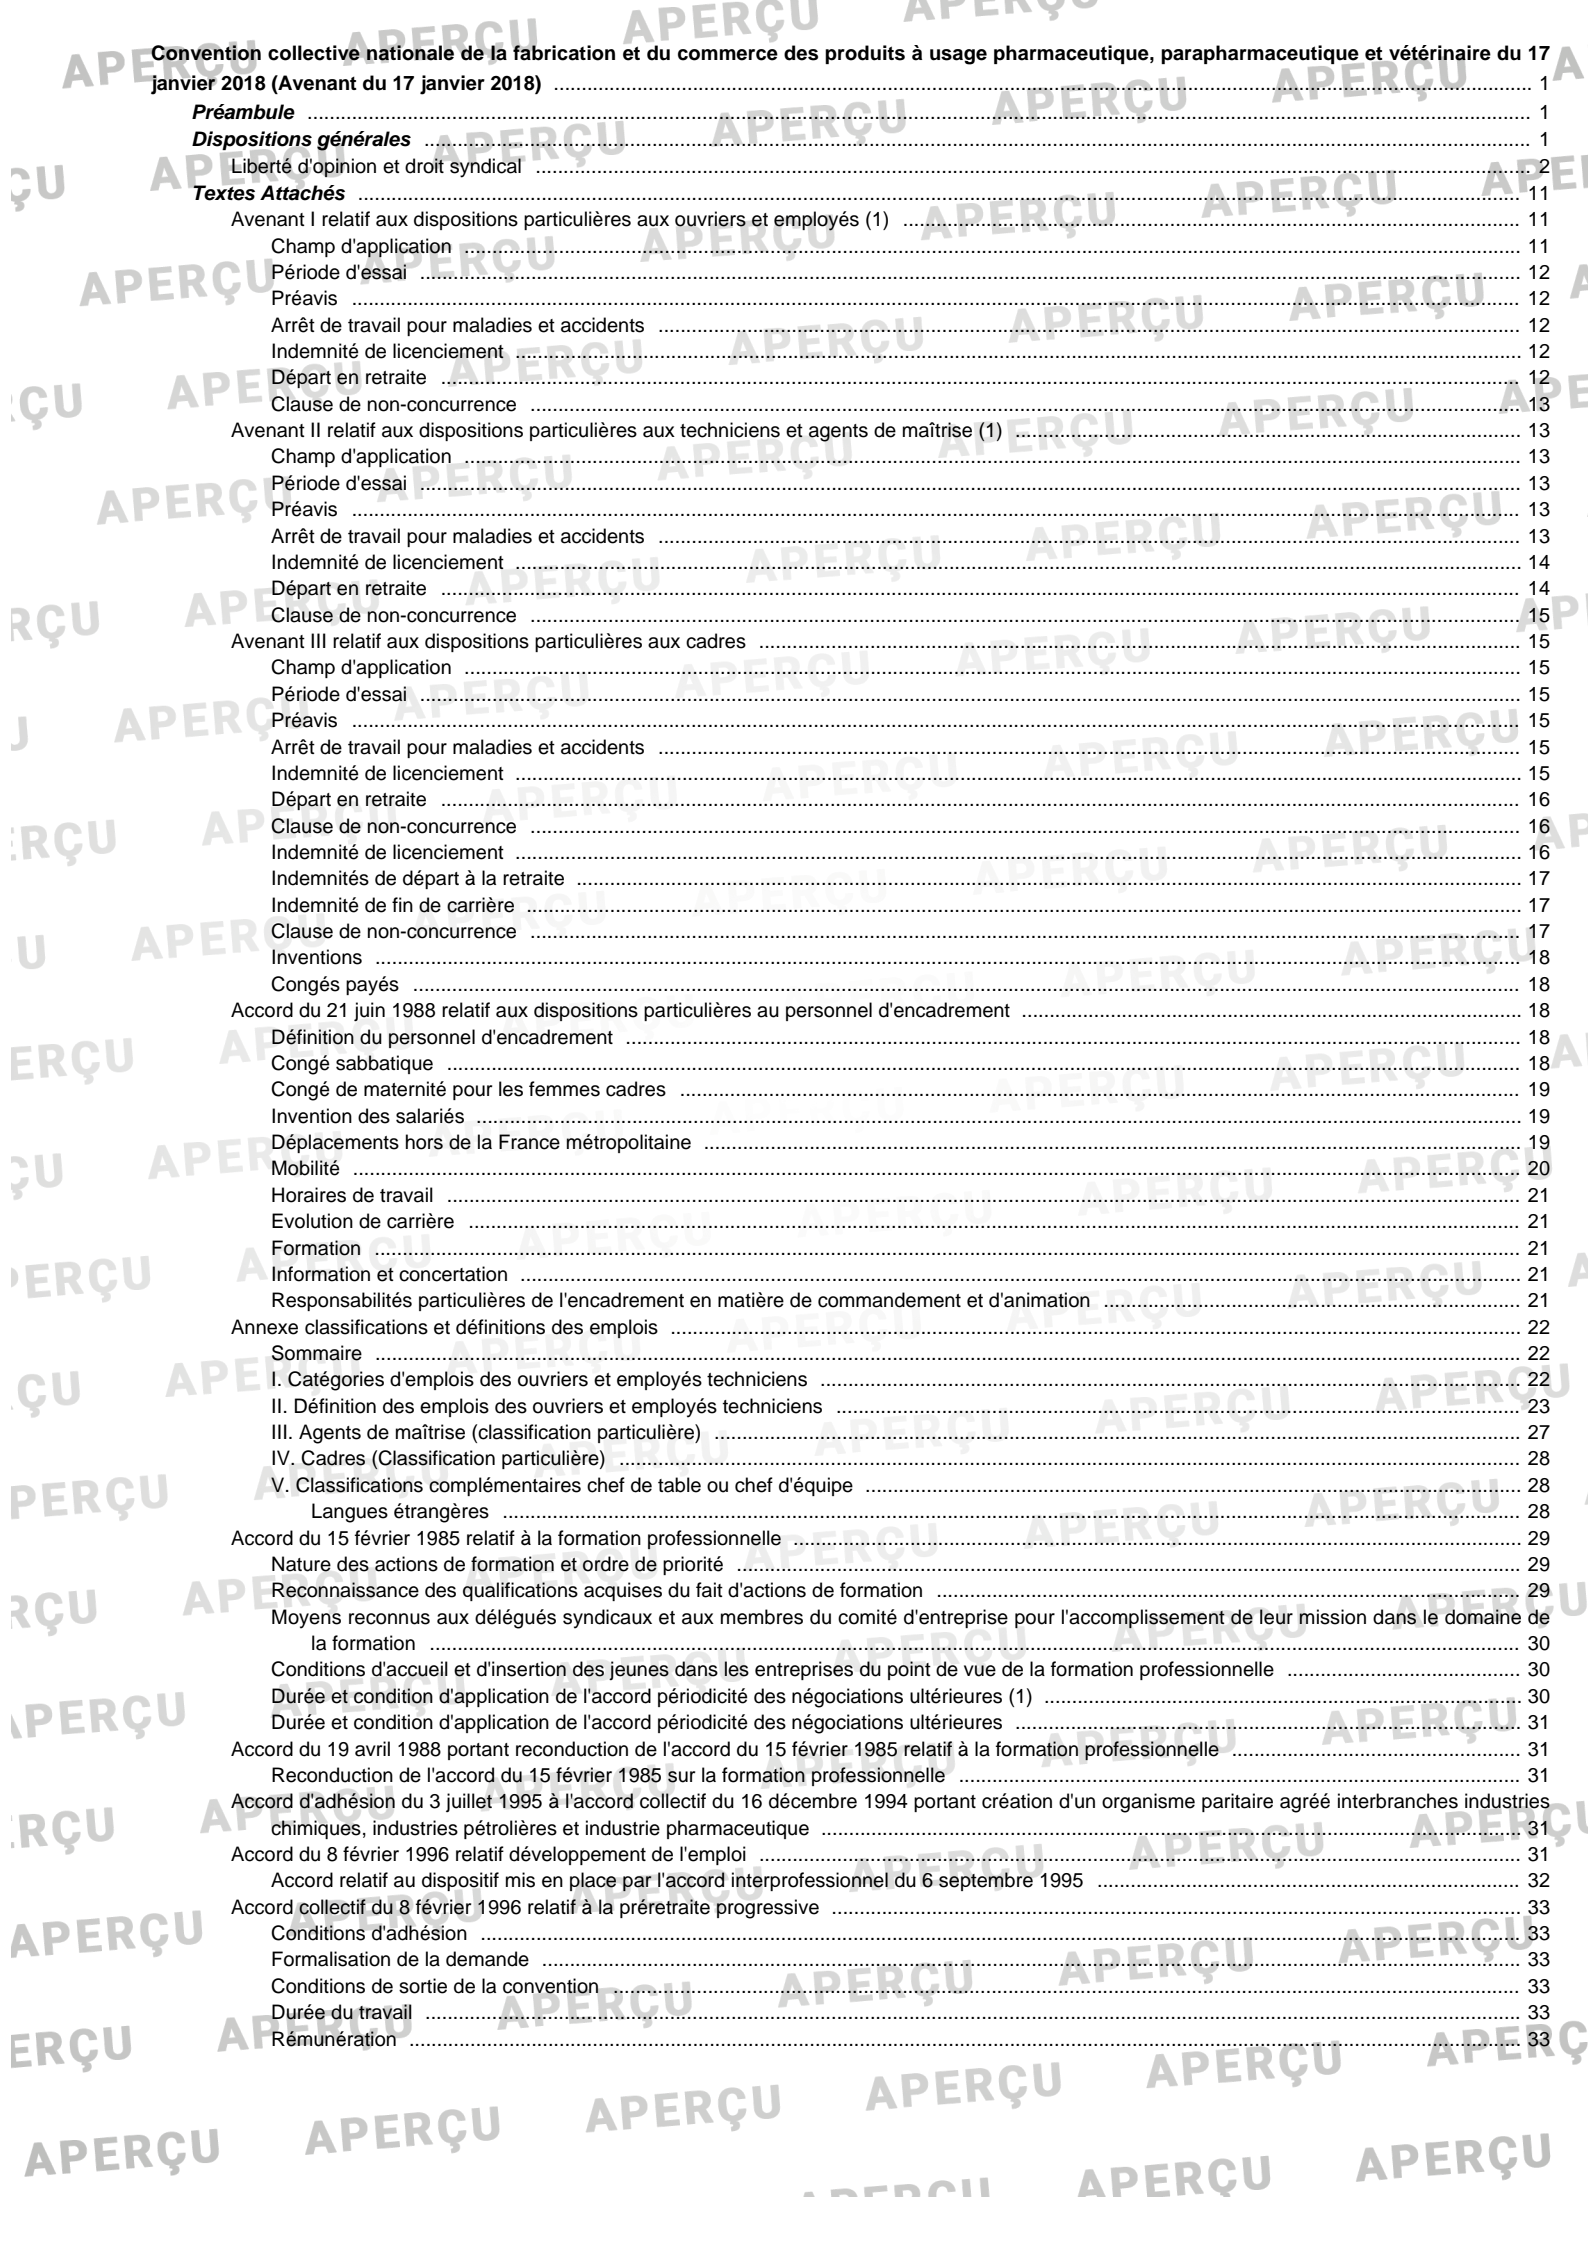 Convention collective nationale de la fabrication et du commerce des produits à usage pharmaceutique, parapharmaceutique et vétérinaire du 17
janvier 2018 (Avenant du 17 janvier 2018) 1
Préambule 1
Dispositions générales 1
Liberté d'opinion et droit syndical 2
Textes Attachés 11
Avenant I relatif aux dispositions particulières aux ouvriers et employés (1) 11
Champ d'application 11
Période d'essai 12
Préavis 12
Arrêt de travail pour maladies et accidents 12
Indemnité de licenciement 12
Départ en retraite 12
Clause de non-concurrence 13
Avenant II relatif aux dispositions particulières aux techniciens et agents de maîtrise (1) 13
Champ d'application 13
Période d'essai 13
Préavis 13
Arrêt de travail pour maladies et accidents 13
Indemnité de licenciement 14
Départ en retraite 14
Clause de non-concurrence 15
Avenant III relatif aux dispositions particulières aux cadres 15
Champ d'application 15
Période d'essai 15
Préavis 15
Arrêt de travail pour maladies et accidents 15
Indemnité de licenciement 15
Départ en retraite 16
Clause de non-concurrence 16
Indemnité de licenciement 16
Indemnités de départ à la retraite 17
Indemnité de fin de carrière 17
Clause de non-concurrence 17
Inventions 18
Congés payés 18
Accord du 21 juin 1988 relatif aux dispositions particulières au personnel d'encadrement 18
Définition du personnel d'encadrement 18
Congé sabbatique 18
Congé de maternité pour les femmes cadres 19
Invention des salariés 19
Déplacements hors de la France métropolitaine 19
Mobilité 20
Horaires de travail 21
Evolution de carrière 21
Formation 21
Information et concertation 21
Responsabilités particulières de l'encadrement en matière de commandement et d'animation 21
Annexe classifications et définitions des emplois 22
Sommaire 22
I. Catégories d'emplois des ouvriers et employés techniciens 22
II. Définition des emplois des ouvriers et employés techniciens 23
III. Agents de maîtrise (classification particulière) 27
IV. Cadres (Classification particulière) 28
V. Classifications complémentaires chef de table ou chef d'équipe 28
Langues étrangères 28
Accord du 15 février 1985 relatif à la formation professionnelle 29
Nature des actions de formation et ordre de priorité 29
Reconnaissance des qualifications acquises du fait d'actions de formation 29
Moyens reconnus aux délégués syndicaux et aux membres du comité d'entreprise pour l'accomplissement de leur mission dans le domaine de
la formation 30
Conditions d'accueil et d'insertion des jeunes dans les entreprises du point de vue de la formation professionnelle 30
Durée et condition d'application de l'accord périodicité des négociations ultérieures (1) 30
Durée et condition d'application de l'accord périodicité des négociations ultérieures 31
Accord du 19 avril 1988 portant reconduction de l'accord du 15 février 1985 relatif à la formation professionnelle 31
Reconduction de l'accord du 15 février 1985 sur la formation professionnelle 31
Accord d'adhésion du 3 juillet 1995 à l'accord collectif du 16 décembre 1994 portant création d'un organisme paritaire agréé interbranches industries
chimiques, industries pétrolières et industrie pharmaceutique 31
Accord du 8 février 1996 relatif développement de l'emploi 31
Accord relatif au dispositif mis en place par l'accord interprofessionnel du 6 septembre 1995 32
Accord collectif du 8 février 1996 relatif à la préretraite progressive 33
Conditions d'adhésion 33
Formalisation de la demande 33
Conditions de sortie de la convention 33
Durée du travail 33
Rémunération 33
APERÇU